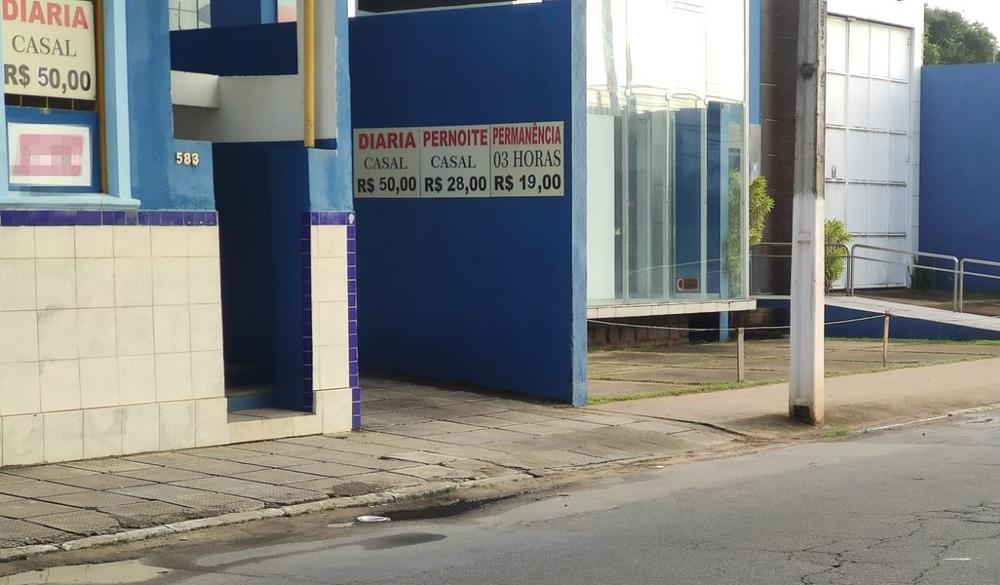 DIARIA
CASAL
R$ 50,00
583
DIARIA
CASAL
R$ 50,00
PERNOITE
CASAL
R$ 28,00
PERMANÊNCIA
03 HORAS
R$ 19,00